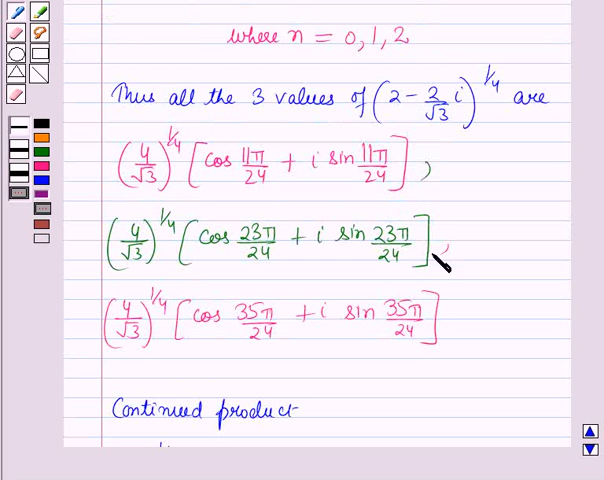 where n = 0, 1, 2
Thus all the 3 values of (2 - 2/√3 i)^1/4 are
(4/√3)^1/4 [cos 11π/24 + i sin 11π/24] ,
(4/√3)^1/4 [cos 23π/24 + i sin 23π/24] ,
(4/√3)^1/4 [cos 35π/24 + i sin 35π/24]
Continued product